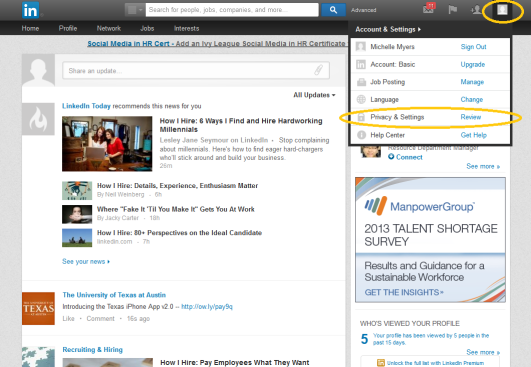 in
Search for people, jobs, companies, and more...
Advanced
Home Profile Network Jobs Interests
Social Media in HR Cert - Add an Ivy League Social Media in HR Certificate
Account & Settings
Michelle Myers Sign Out
Account: Basic Upgrade
Job Posting Manage
Language Change
Privacy & Settings Review
Help Center Get Help
Share an update...
All Updates
LinkedIn Today recommends this news for you
How I Hire: 6 Ways I Find and Hire Hardworking
Millennials
Lesley Jane Seymour on LinkedIn • Stop complaining
about millennials. Here's how to find eager hard-chargers
who'll stick around and build your business.
26m
How I Hire: Details, Experience, Enthusiasm Matter
By Neil Weinberg · 6h
Where "Fake It 'Til You Make It" Gets You At Work
By Jacky Carter · 18h
How I Hire: 80+ Perspectives on the Ideal Candidate
linkedin.com · 7h
See your news
The University of Texas at Austin
Introducing the Texas iPhone App v2.0 – http://ow.ly/pay9q
Like • Comment • 16s ago
TEXAS
AT AUSTIN
Recruiting & Hiring
How I Hire: Pay Employees What They Want
Resource Department Manager
Connect
See more »
ManpowerGroup
2013 TALENT SHORTAGE
SURVEY
Results and Guidance for a
Sustainable Workforce
GET THE INSIGHTS»
WHO'S VIEWED YOUR PROFILE
5 Your profile has been viewed by 5 people in the
past 15 days.
See more »
Unlock the full list with LinkedIn Premium